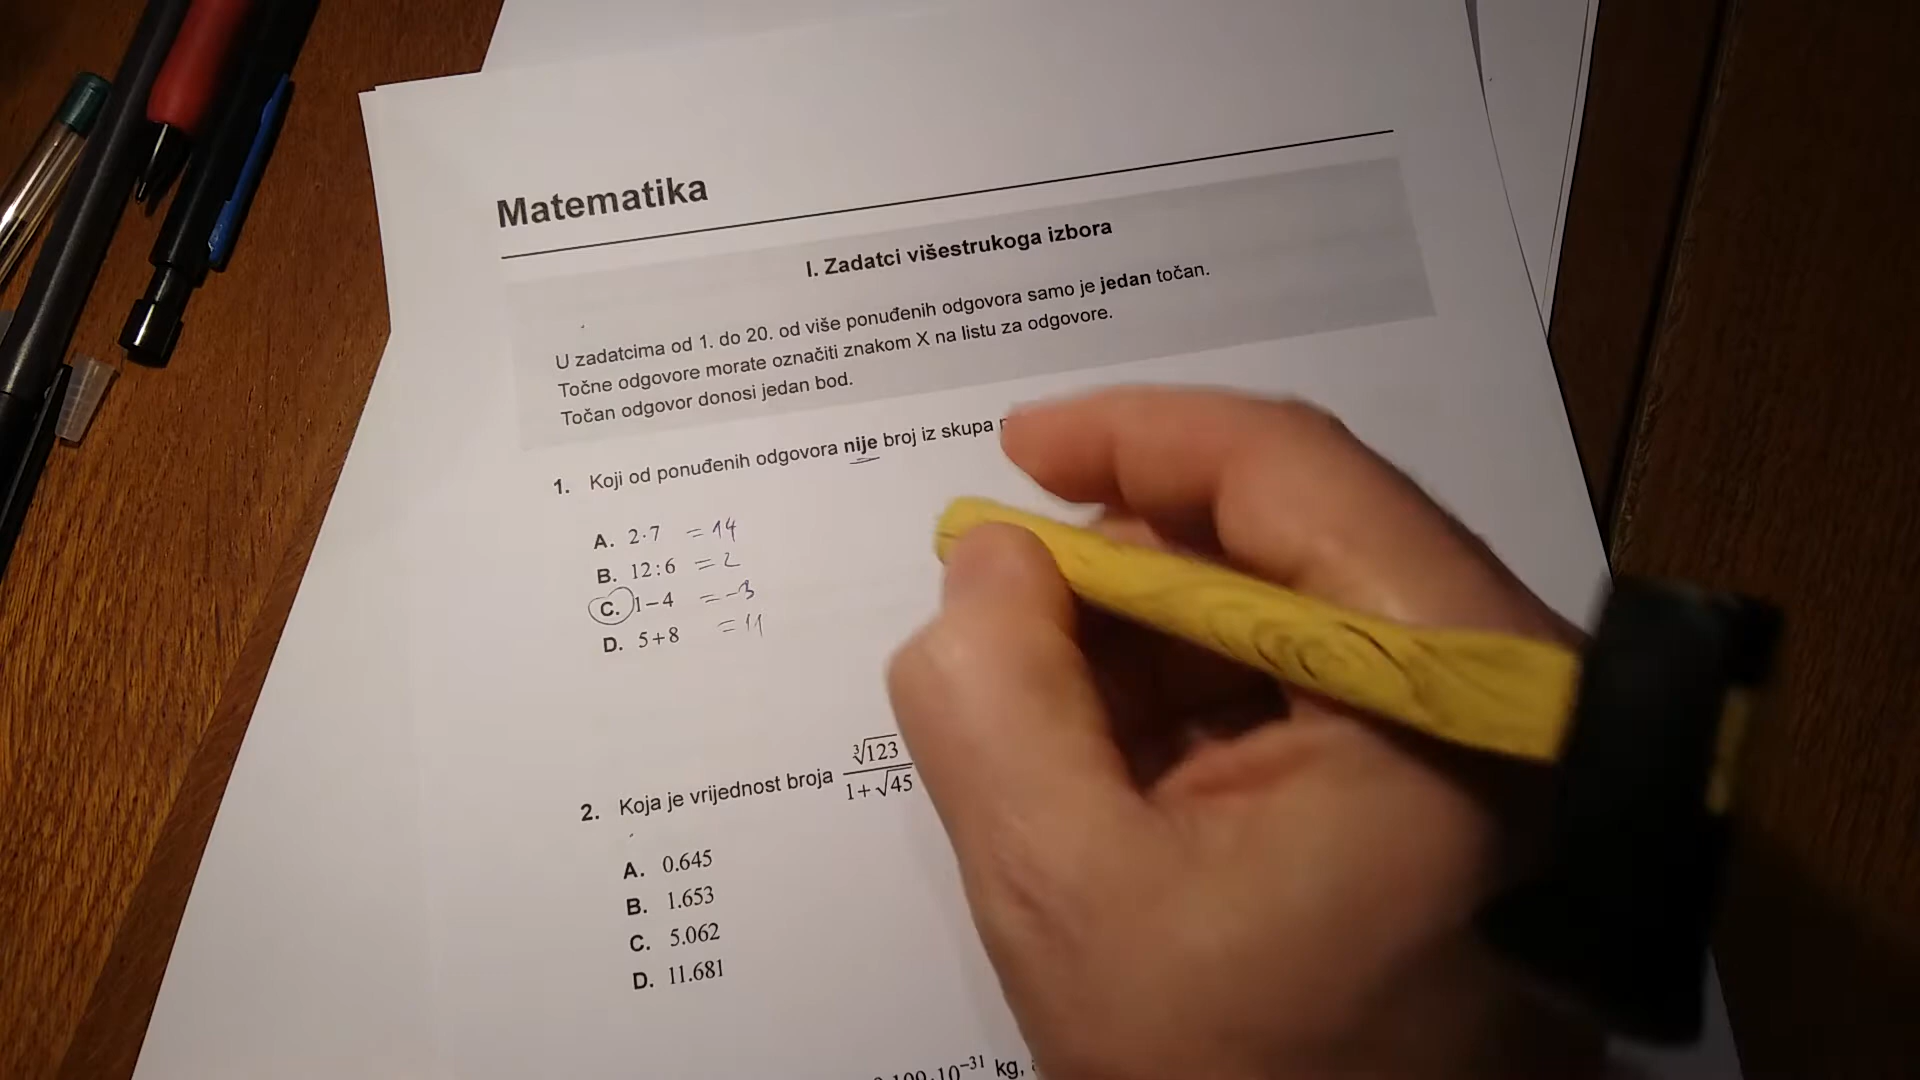 Matematika
I. Zadatci višestrukoga izbora
U zadatcima od 1. do 20. od više ponuđenih odgovora samo je jedan točan.
Točne odgovore morate označiti znakom X na listu za odgovore.
Točan odgovor donosi jedan bod.
1. Koji od ponuđenih odgovora nije broj iz skupa
A. 2·7 = 14
B. 12:6 = 2
C. 1−4 = -3
D. 5+8 = 11
2. Koja je vrijednost broja ∛123 / 1+√45
A. 0.645
B. 1.653
C. 5.062
D. 11.681
10⁻³¹ kg,